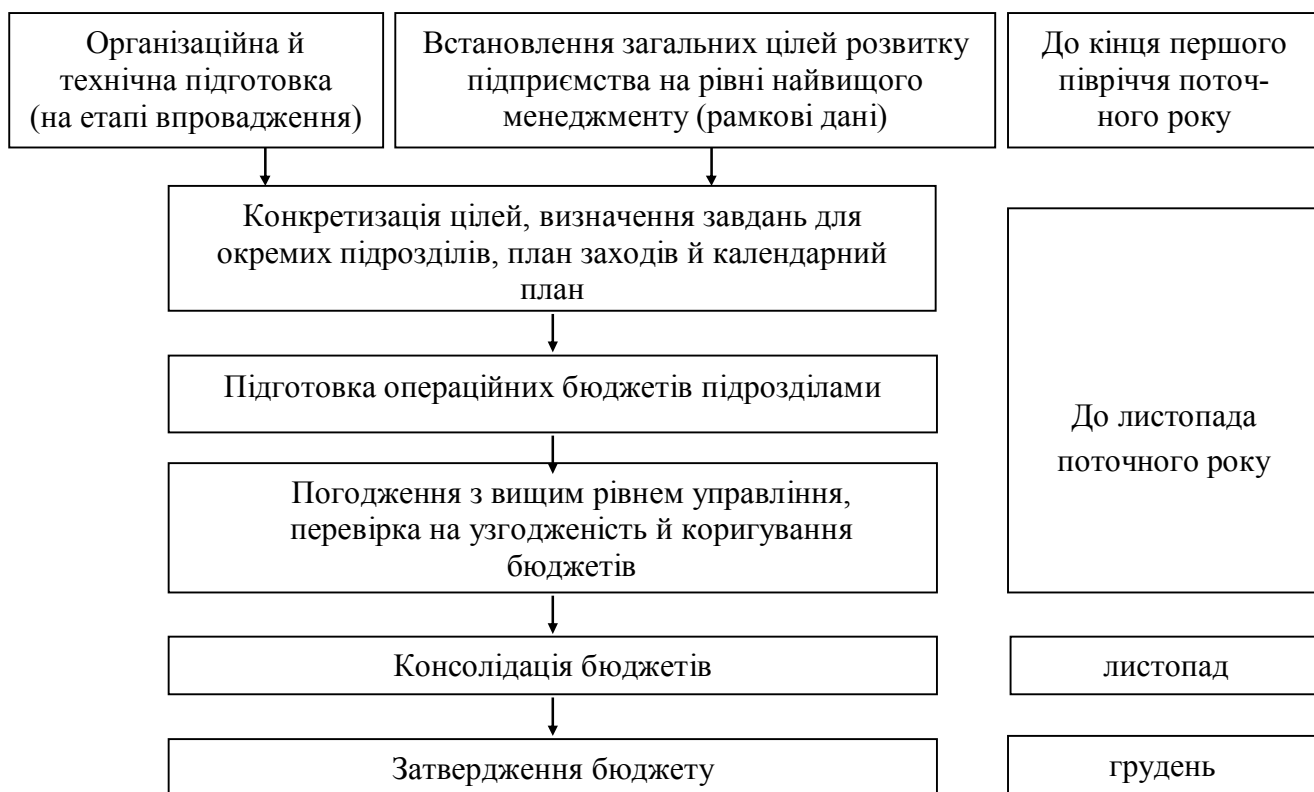 Організаційна й
технічна підготовка
(на етапі впровадження)
Встановлення загальних цілей розвитку
підприємства на рівні найвищого
менеджменту (рамкові дані)
До кінця першого
півріччя поточ-
ного року
Конкретизація цілей, визначення завдань для
окремих підрозділів, план заходів й календарний
план
Підготовка операційних бюджетів підрозділами
Погодження з вищим рівнем управління,
перевірка на узгодженість й коригування
бюджетів
До листопада
поточного року
Консолідація бюджетів
листопад
Затвердження бюджету
грудень